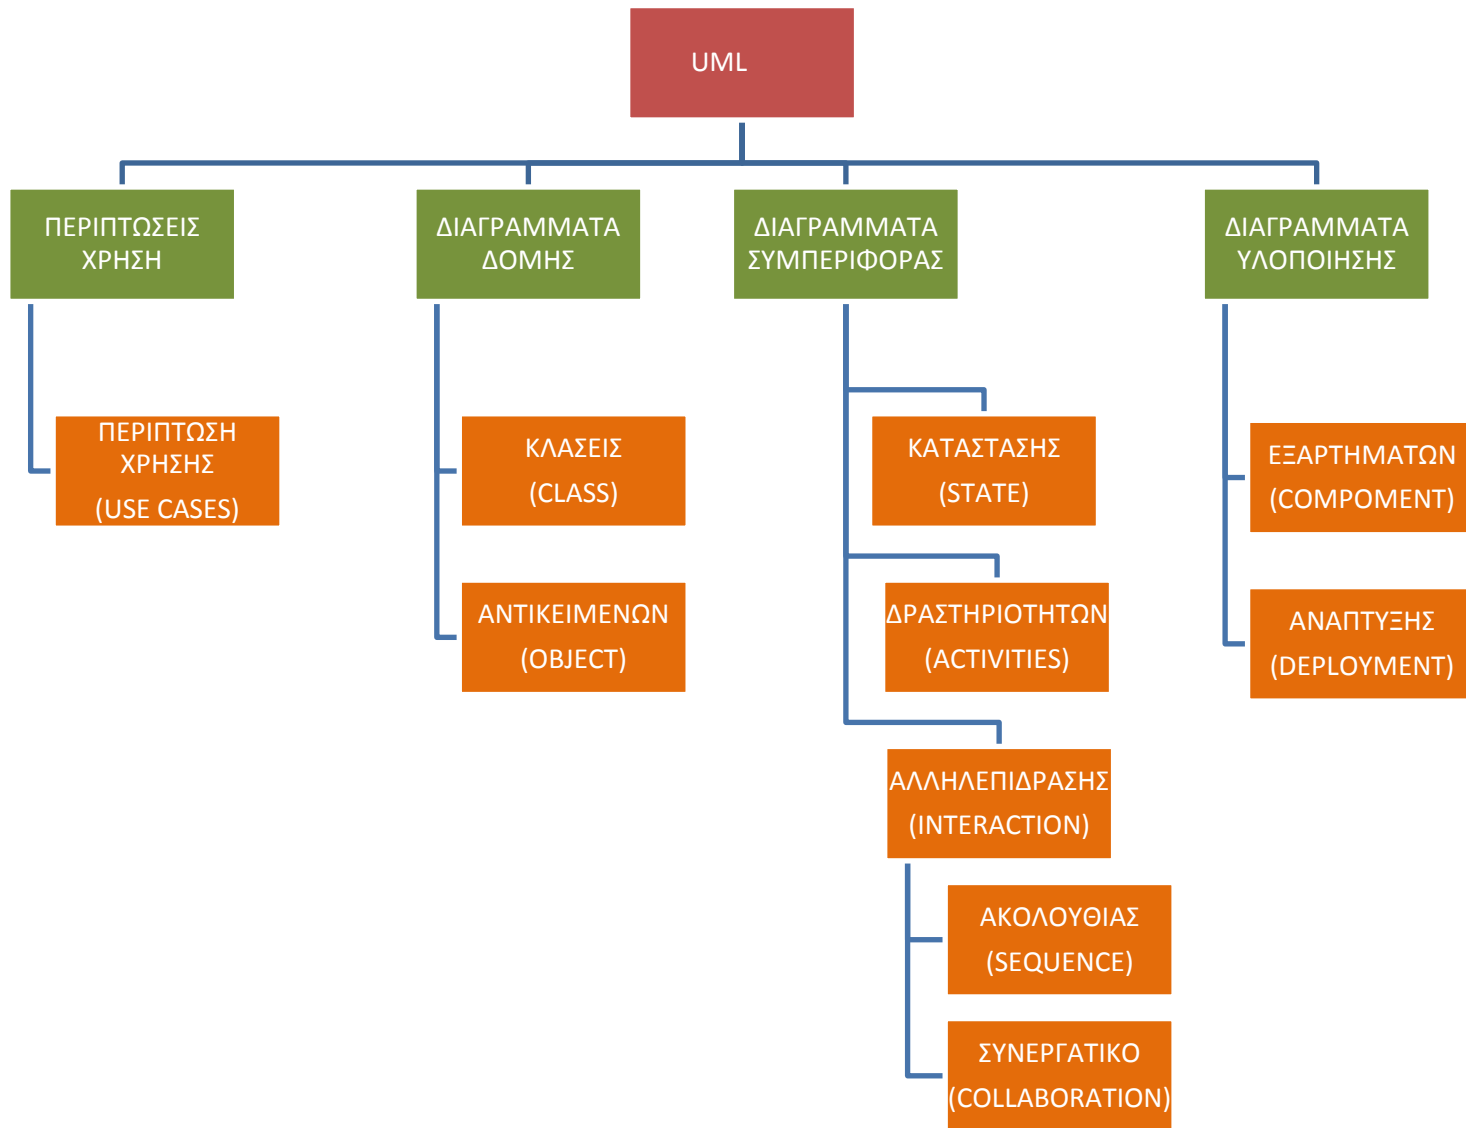 UML
ΠΕΡΙΠΤΩΣΕΙΣ
ΧΡΗΣΗ
ΔΙΑΓΡΑΜΜΑΤΑ
ΔΟΜΗΣ
ΔΙΑΓΡΑΜΜΑΤΑ
ΣΥΜΠΕΡΙΦΟΡΑΣ
ΔΙΑΓΡΑΜΜΑΤΑ
ΥΛΟΠΟΙΗΣΗΣ
ΠΕΡΙΠΤΩΣΗ
ΧΡΗΣΗΣ
(USE CASES)
ΚΛΑΣΕΙΣ
(CLASS)
ΑΝΤΙΚΕΙΜΕΝΩΝ
(OBJECT)
ΚΑΤΑΣΤΑΣΗΣ
(STATE)
ΔΡΑΣΤΗΡΙΟΤΗΤΩΝ
(ACTIVITIES)
ΑΛΛΗΛΕΠΙΔΡΑΣΗΣ
(INTERACTION)
ΑΚΟΛΟΥΘΙΑΣ
(SEQUENCE)
ΣΥΝΕΡΓΑΤΙΚΟ
(COLLABORATION)
ΕΞΑΡΤΗΜΑΤΩΝ
(COMPOMENT)
ΑΝΑΠΤΥΞΗΣ
(DEPLOYMENT)